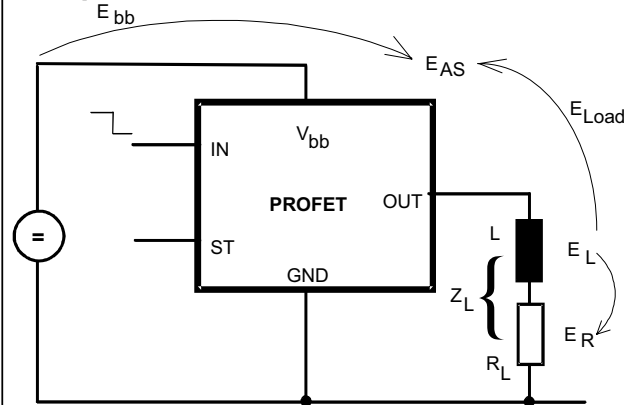 E bb
E AS
E Load
V bb
IN
PROFET
OUT
L
E L
=
ST
GND
Z L
{
E R
R L